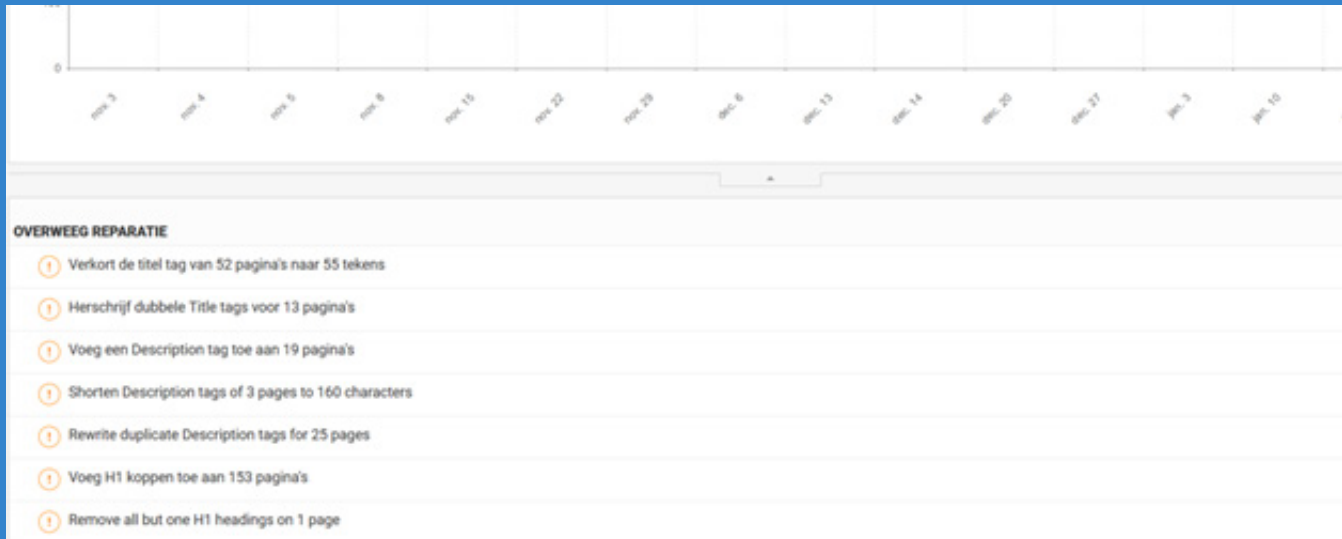 0
nov. 3
nov. 4
nov. 5
nov. 8
nov. 15
nov. 22
nov. 29
dec. 6
dec. 13
dec. 14
dec. 20
dec. 27
jan. 3
jan. 10
OVERWEEG REPARATIE
Verkort de titel tag van 52 pagina's naar 55 tekens
Herschrijf dubbele Title tags voor 13 pagina's
Voeg een Description tag toe aan 19 pagina's
Shorten Description tags of 3 pages to 160 characters
Rewrite duplicate Description tags for 25 pages
Voeg H1 koppen toe aan 153 pagina's
Remove all but one H1 headings on 1 page